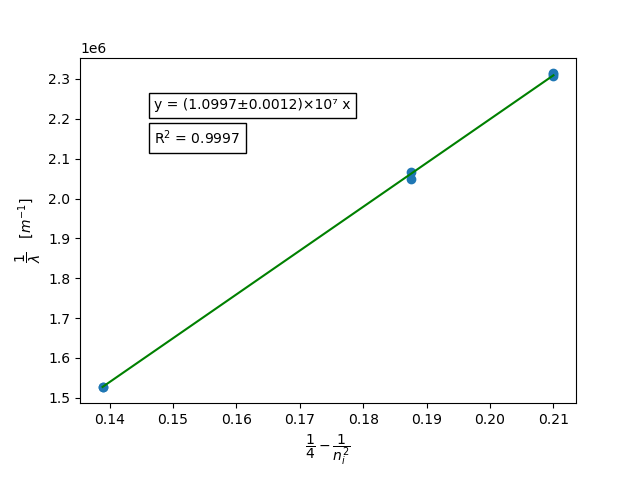 1e6
y = (1.0997±0.0012)×10⁷ x
R² = 0.9997
2.3
2.2
2.1
2.0
1.9
1.8
1.7
1.6
1.5
1/λ [m⁻¹]
0.14 0.15 0.16 0.17 0.18 0.19 0.20 0.21
1/4 − 1/nᵢ²